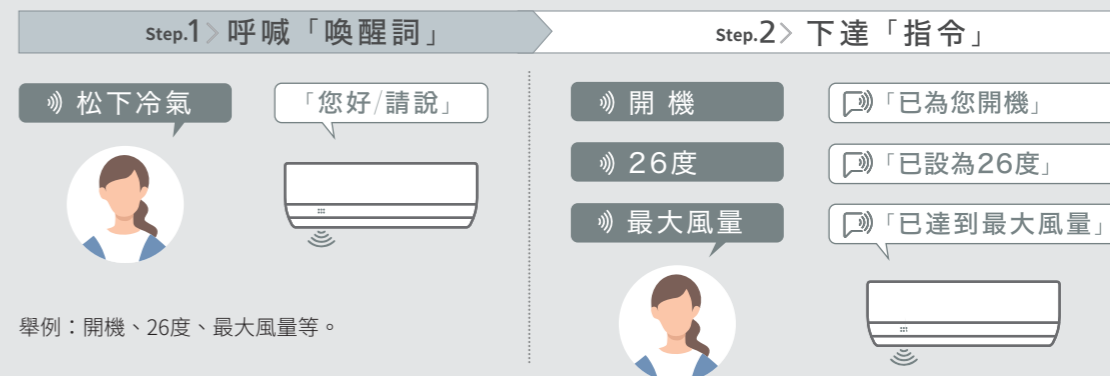 Step.1 呼喊「喚醒詞」
松下冷氣
「您好/請說」
舉例：開機、26度、最大風量等。
Step.2 下達「指令」
開機
「已為您開機」
26度
「已設為26度」
最大風量
「已達到最大風量」